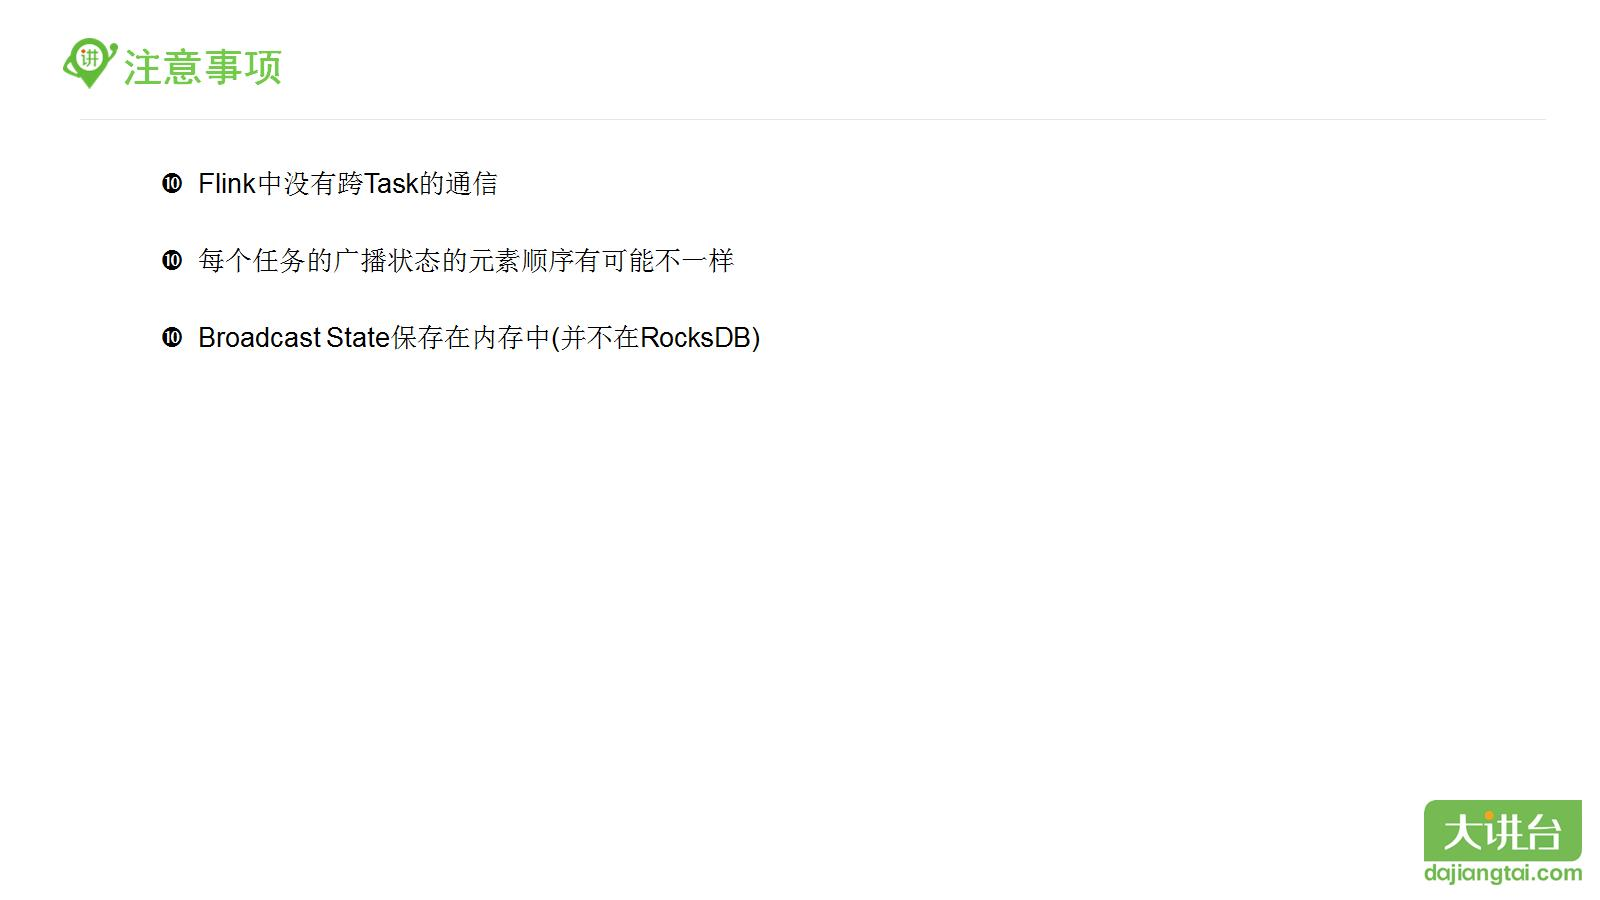 讲 注意事项
❿ Flink中没有跨Task的通信
❿ 每个任务的广播状态的元素顺序有可能不一样
❿ Broadcast State保存在内存中(并不在RocksDB)
大讲台
dajiangtai.com